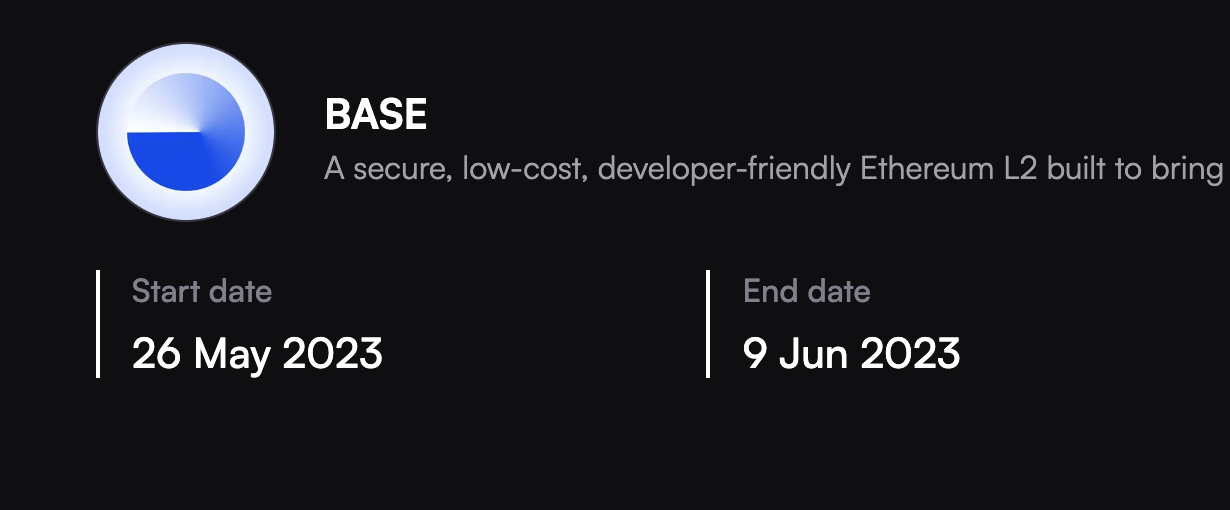 BASE
A secure, low-cost, developer-friendly Ethereum L2 built to bring
Start date
End date
26 May 2023
9 Jun 2023